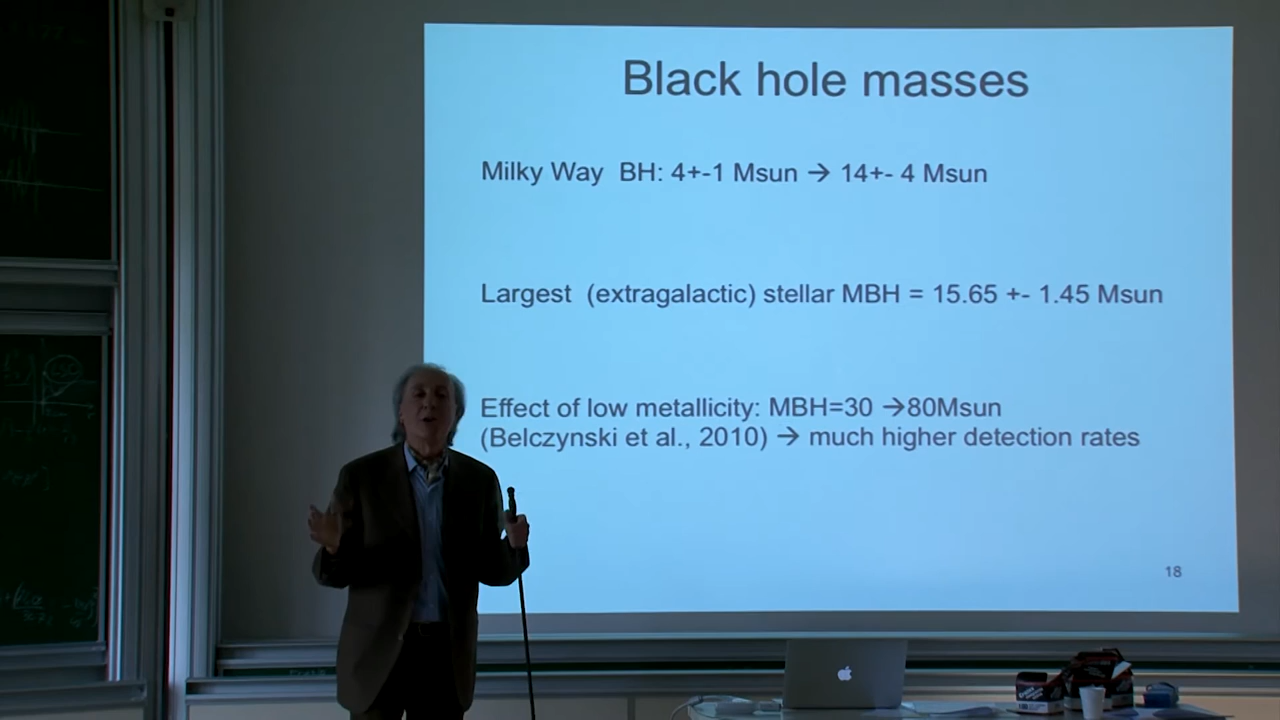 Black hole masses
Milky Way BH: 4+-1 Msun → 14+- 4 Msun
Largest (extragalactic) stellar MBH = 15.65 +- 1.45 Msun
Effect of low metallicity: MBH=30 →80Msun
(Belczynski et al., 2010) → much higher detection rates
18